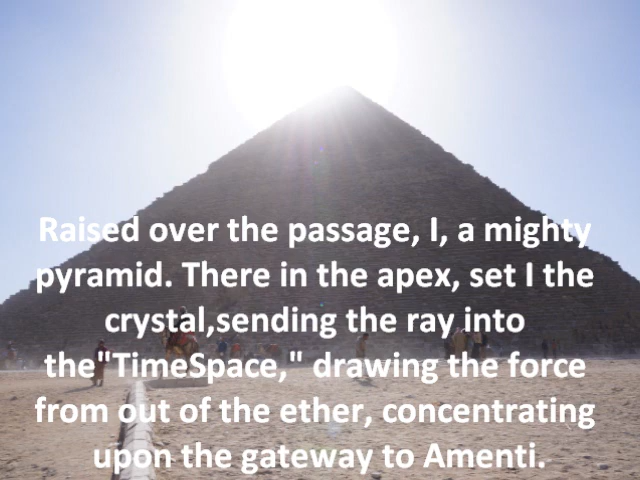 Raised over the passage, I, a mighty
pyramid. There in the apex, set I the
crystal,sending the ray into
the"TimeSpace," drawing the force
from out of the ether, concentrating
upon the gateway to Amenti.